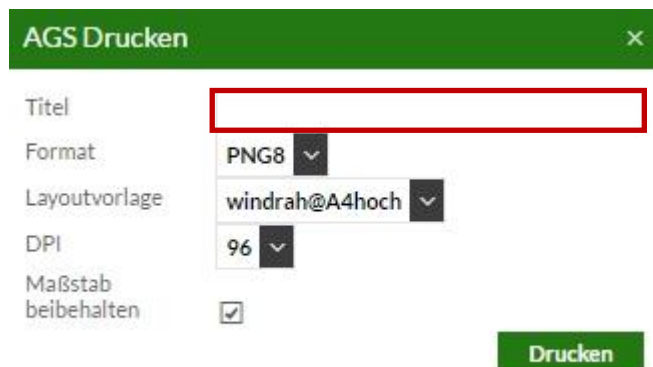 AGS Drucken
Titel
Format PNG8
Layoutvorlage windrah@A4hoch
DPI 96
Maßstab
beibehalten
Drucken